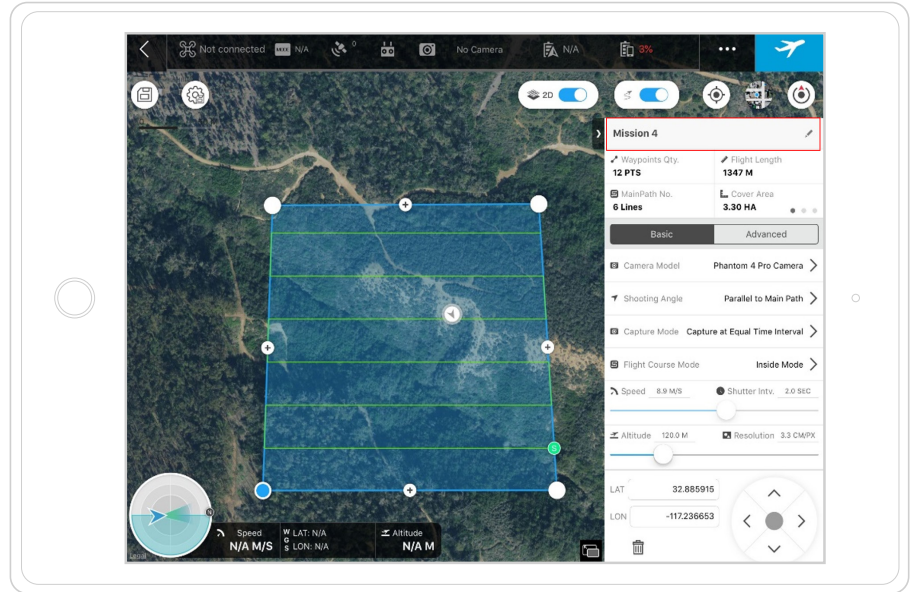 Not connected N/A 0 No Camera N/A 3%
2D
Mission 4
Waypoints Qty. Flight Length
12 PTS 1347 M
MainPath No. Cover Area
6 Lines 3.30 HA
Basic Advanced
Camera Model Phantom 4 Pro Camera
Shooting Angle Parallel to Main Path
Capture Mode Capture at Equal Time Interval
Flight Course Mode Inside Mode
Speed 8.9 M/S Shutter Intv. 2.0 SEC
Altitude 120.0 M Resolution 3.3 CM/PX
S
LAT 32.885915
LON -117.236653
N
Speed W LAT: N/A Altitude
G
N/A M/S S LON: N/A N/A M
Legal